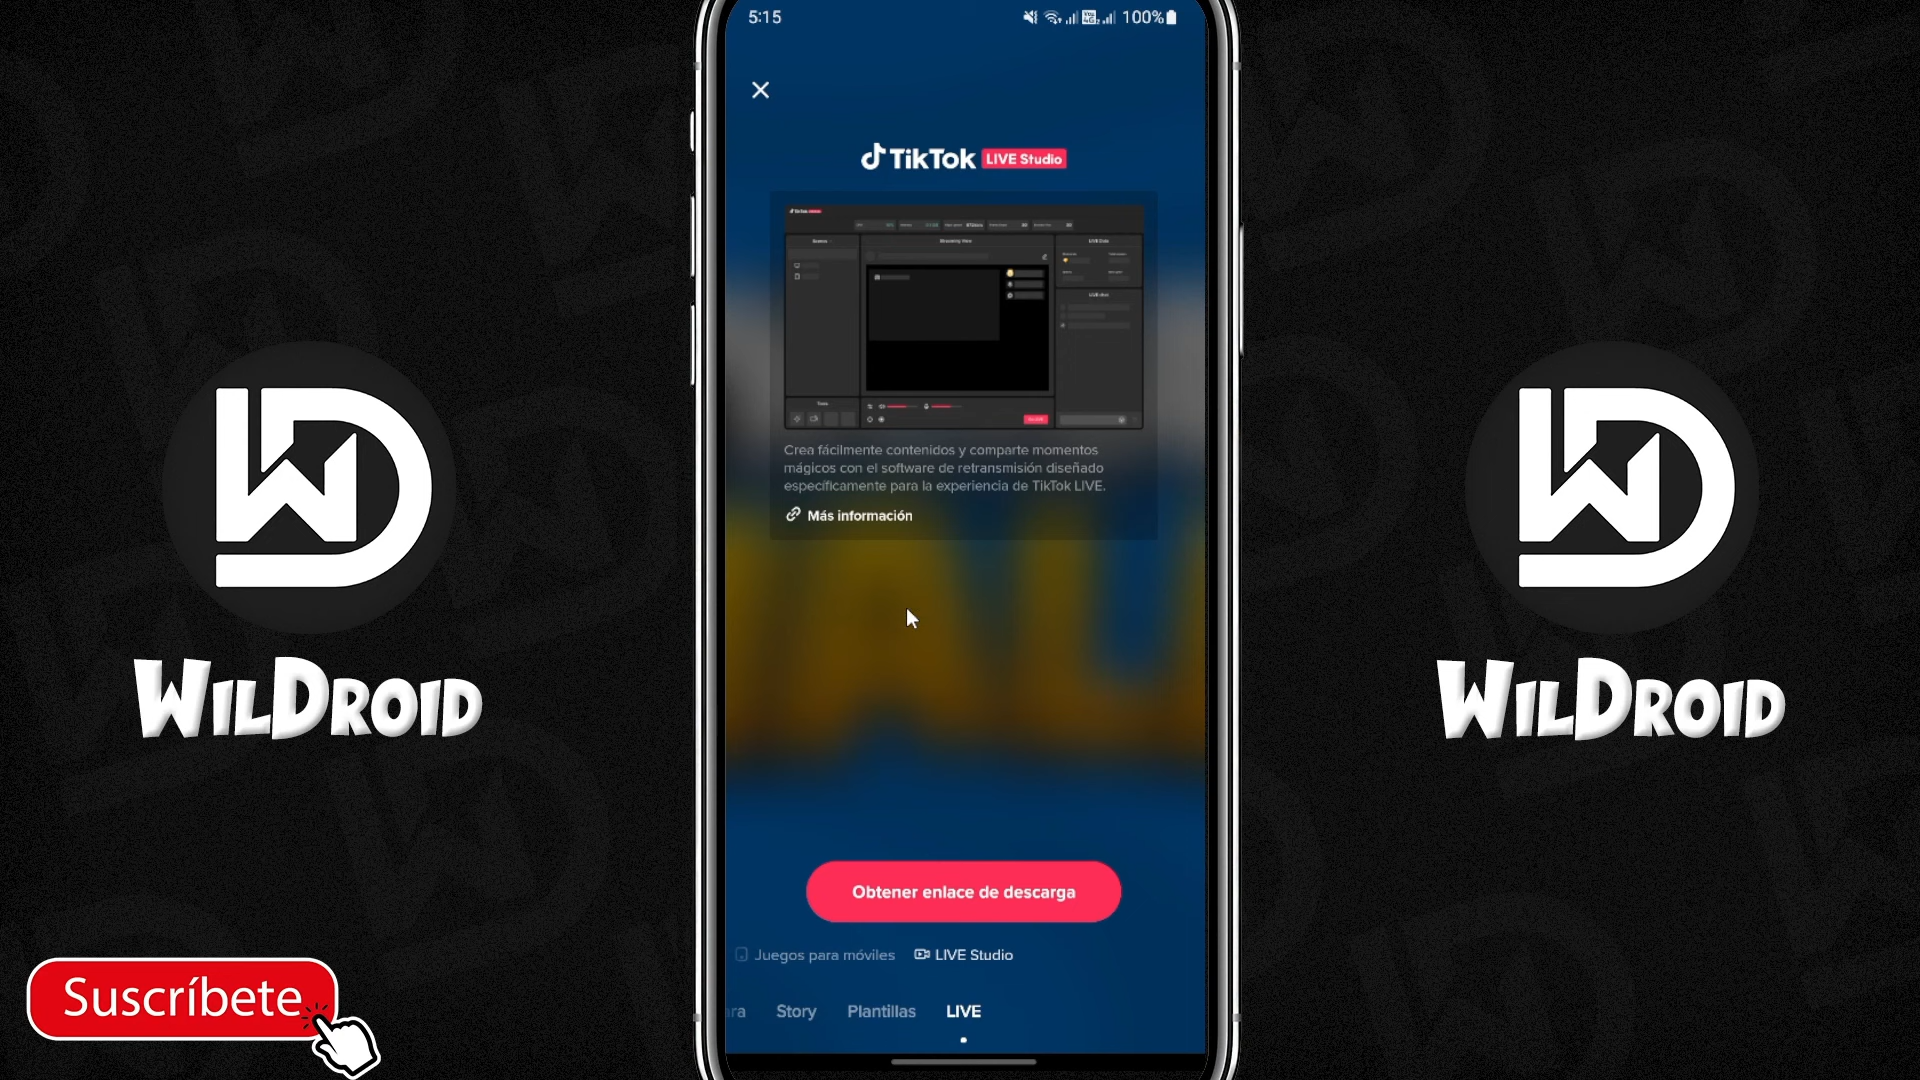 5:15
100%
TikTok LIVE Studio
Crea fácilmente contenidos y comparte momentos
mágicos con el software de retransmisión diseñado
específicamente para la experiencia de TikTok LIVE.
Más información
Obtener enlace de descarga
Juegos para móviles
LIVE Studio
Story
Plantillas
LIVE
WD
WILDROID
WD
WILDROID
Suscríbete